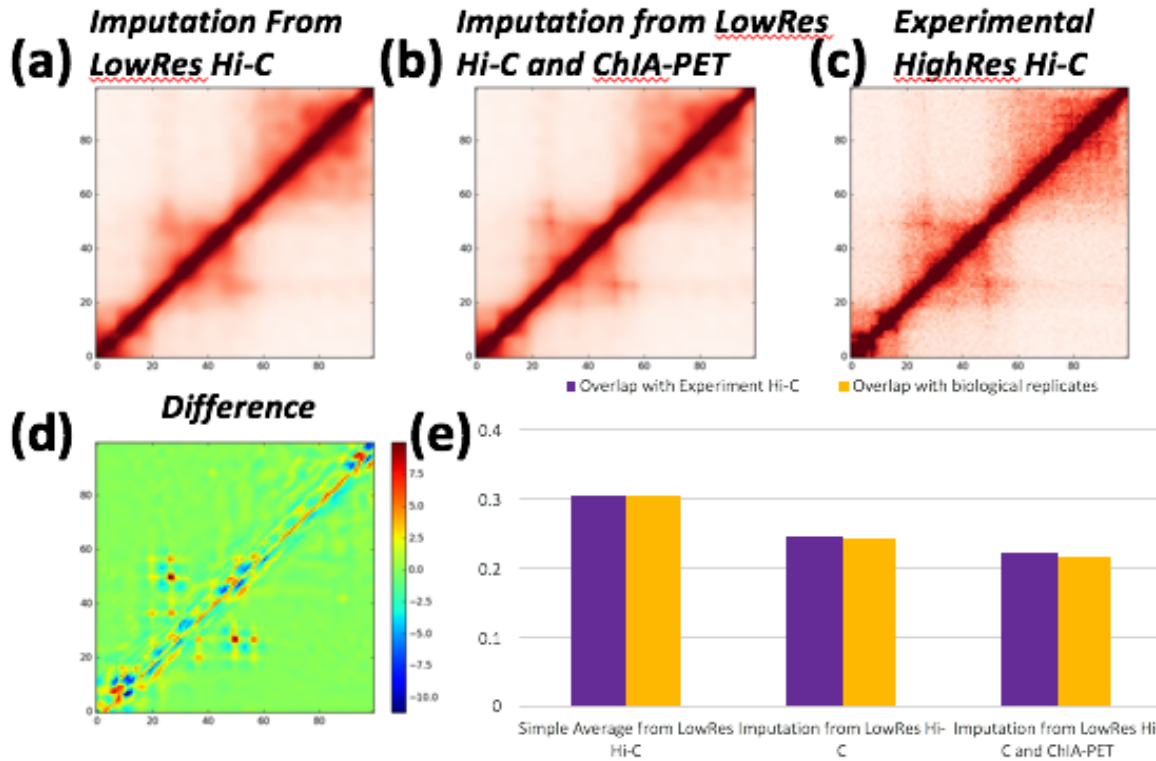 (a) Imputation From
LowRes Hi-C
(b) Imputation from LowRes
Hi-C and ChIA-PET
(c) Experimental
HighRes Hi-C
80
60
40
20
0
0 20 40 60 80
80
60
40
20
0
0 20 40 60 80
80
60
40
20
0
0 20 40 60 80
(d) Difference
80
60
40
20
0
0 20 40 60 80
7.5
5.0
2.5
0.0
−2.5
−5.0
−7.5
−10.0
(e)
Overlap with Experiment Hi-C Overlap with biological replicates
0.4
0.3
0.2
0.1
0
Simple Average from LowRes
Hi-C
Imputation from LowRes Hi-
C
Imputation from LowRes Hi
C and ChIA-PET